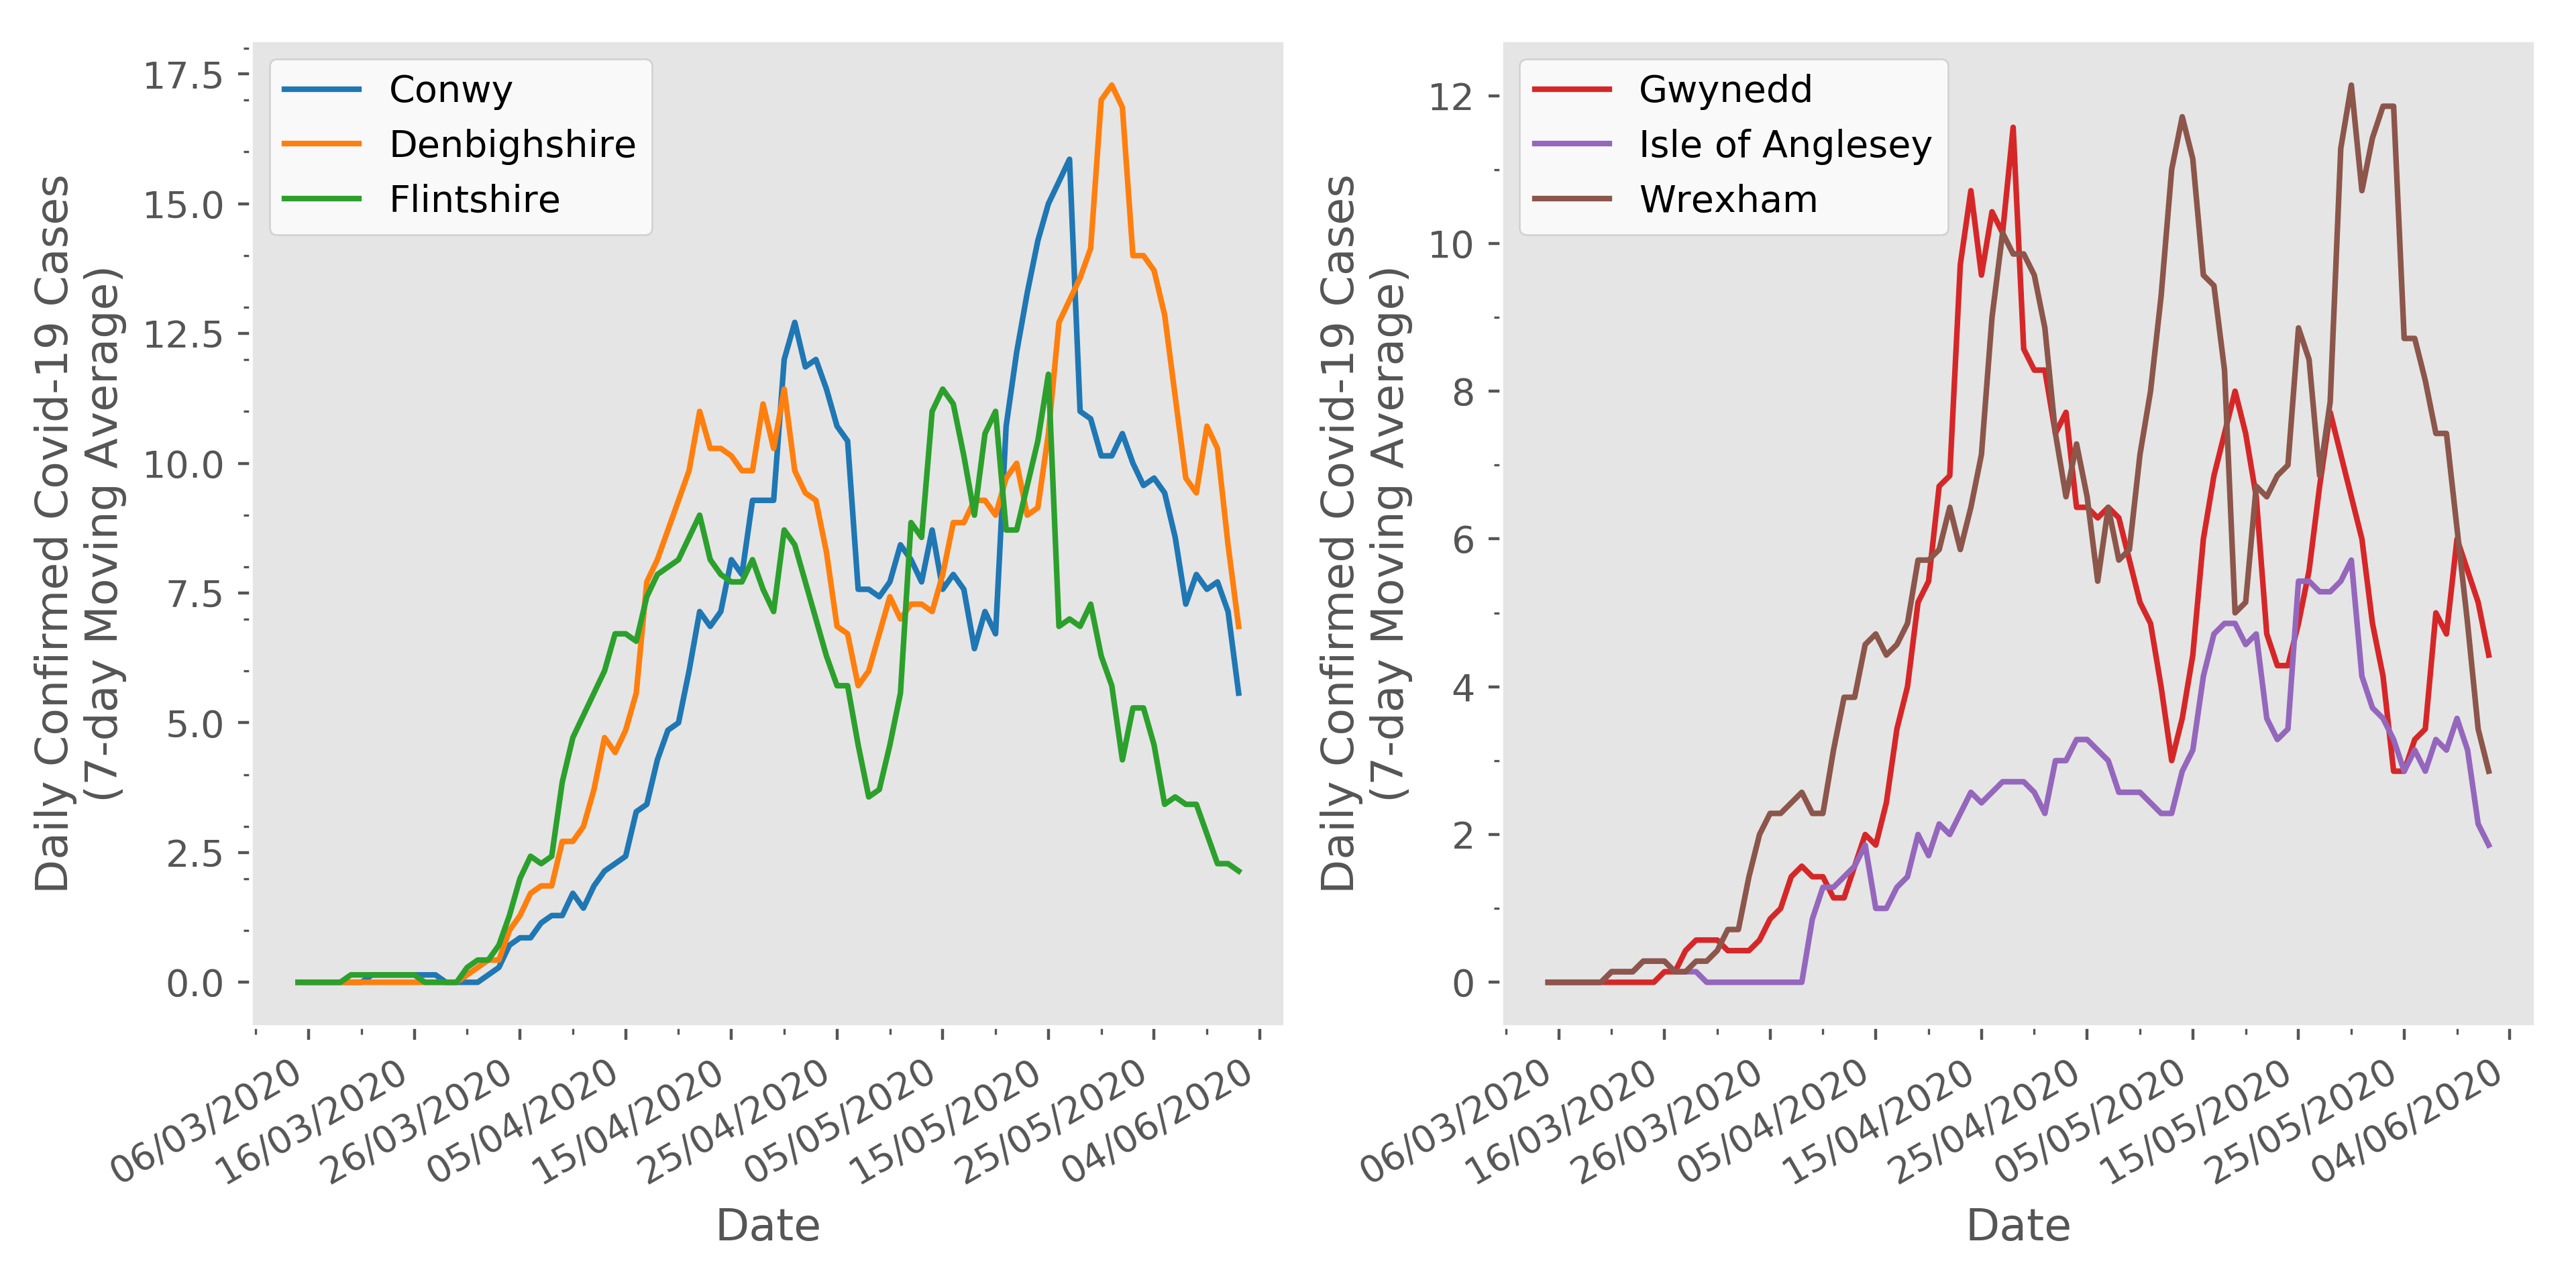 Conwy
Denbighshire
Flintshire
Daily Confirmed Covid-19 Cases
(7-day Moving Average)
17.5
15.0
12.5
10.0
7.5
5.0
2.5
0.0
06/03/2020
16/03/2020
26/03/2020
05/04/2020
15/04/2020
25/04/2020
05/05/2020
15/05/2020
25/05/2020
04/06/2020
Date
Gwynedd
Isle of Anglesey
Wrexham
Daily Confirmed Covid-19 Cases
(7-day Moving Average)
12
10
8
6
4
2
0
06/03/2020
16/03/2020
26/03/2020
05/04/2020
15/04/2020
25/04/2020
05/05/2020
15/05/2020
25/05/2020
04/06/2020
Date